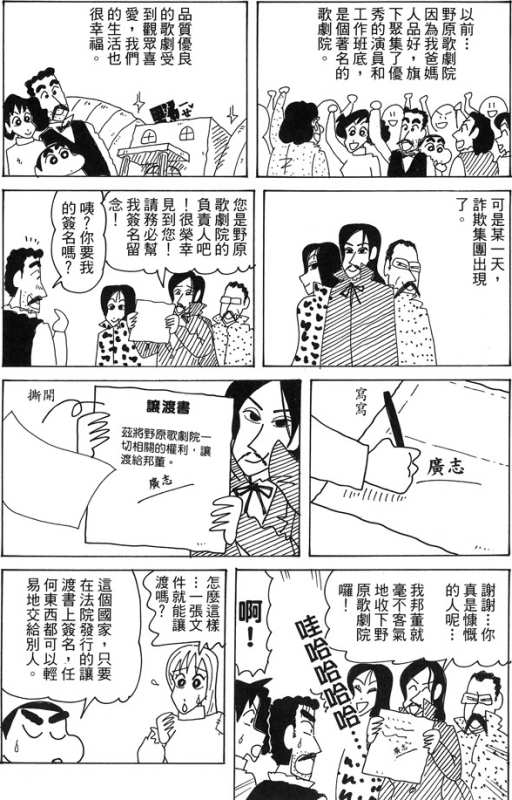 以前…
野原歌劇院
因為我爸媽
人品好，旗
下聚集了優
秀的演員和
工作班底，
是個著名的
歌劇院。
品質優良
的歌劇受
到觀眾喜
愛，我們
的生活也
很幸福。
可是某一天，
詐欺集團出現
了。
您是野原
歌劇院的
負責人吧
！很榮幸
見到您！
請務必幫
我簽名留
念！
咦？你要我
的簽名嗎？
寫寫
廣志
撕開
讓渡書
茲將野原歌劇院一
切相關的權利，讓
渡給邦董。
廣志
謝謝…你
真是慷慨
的人呢…
我邦董就
毫不客氣
地收下野
原歌劇院
囉！
哇哈哈哈哈…
啊！
廣志
怎麼這樣
…一張文
件就能讓
渡嗎？
這個國家，只要
在法院發行的讓
渡書上簽名，任
何東西都可以輕
易地交給別人。